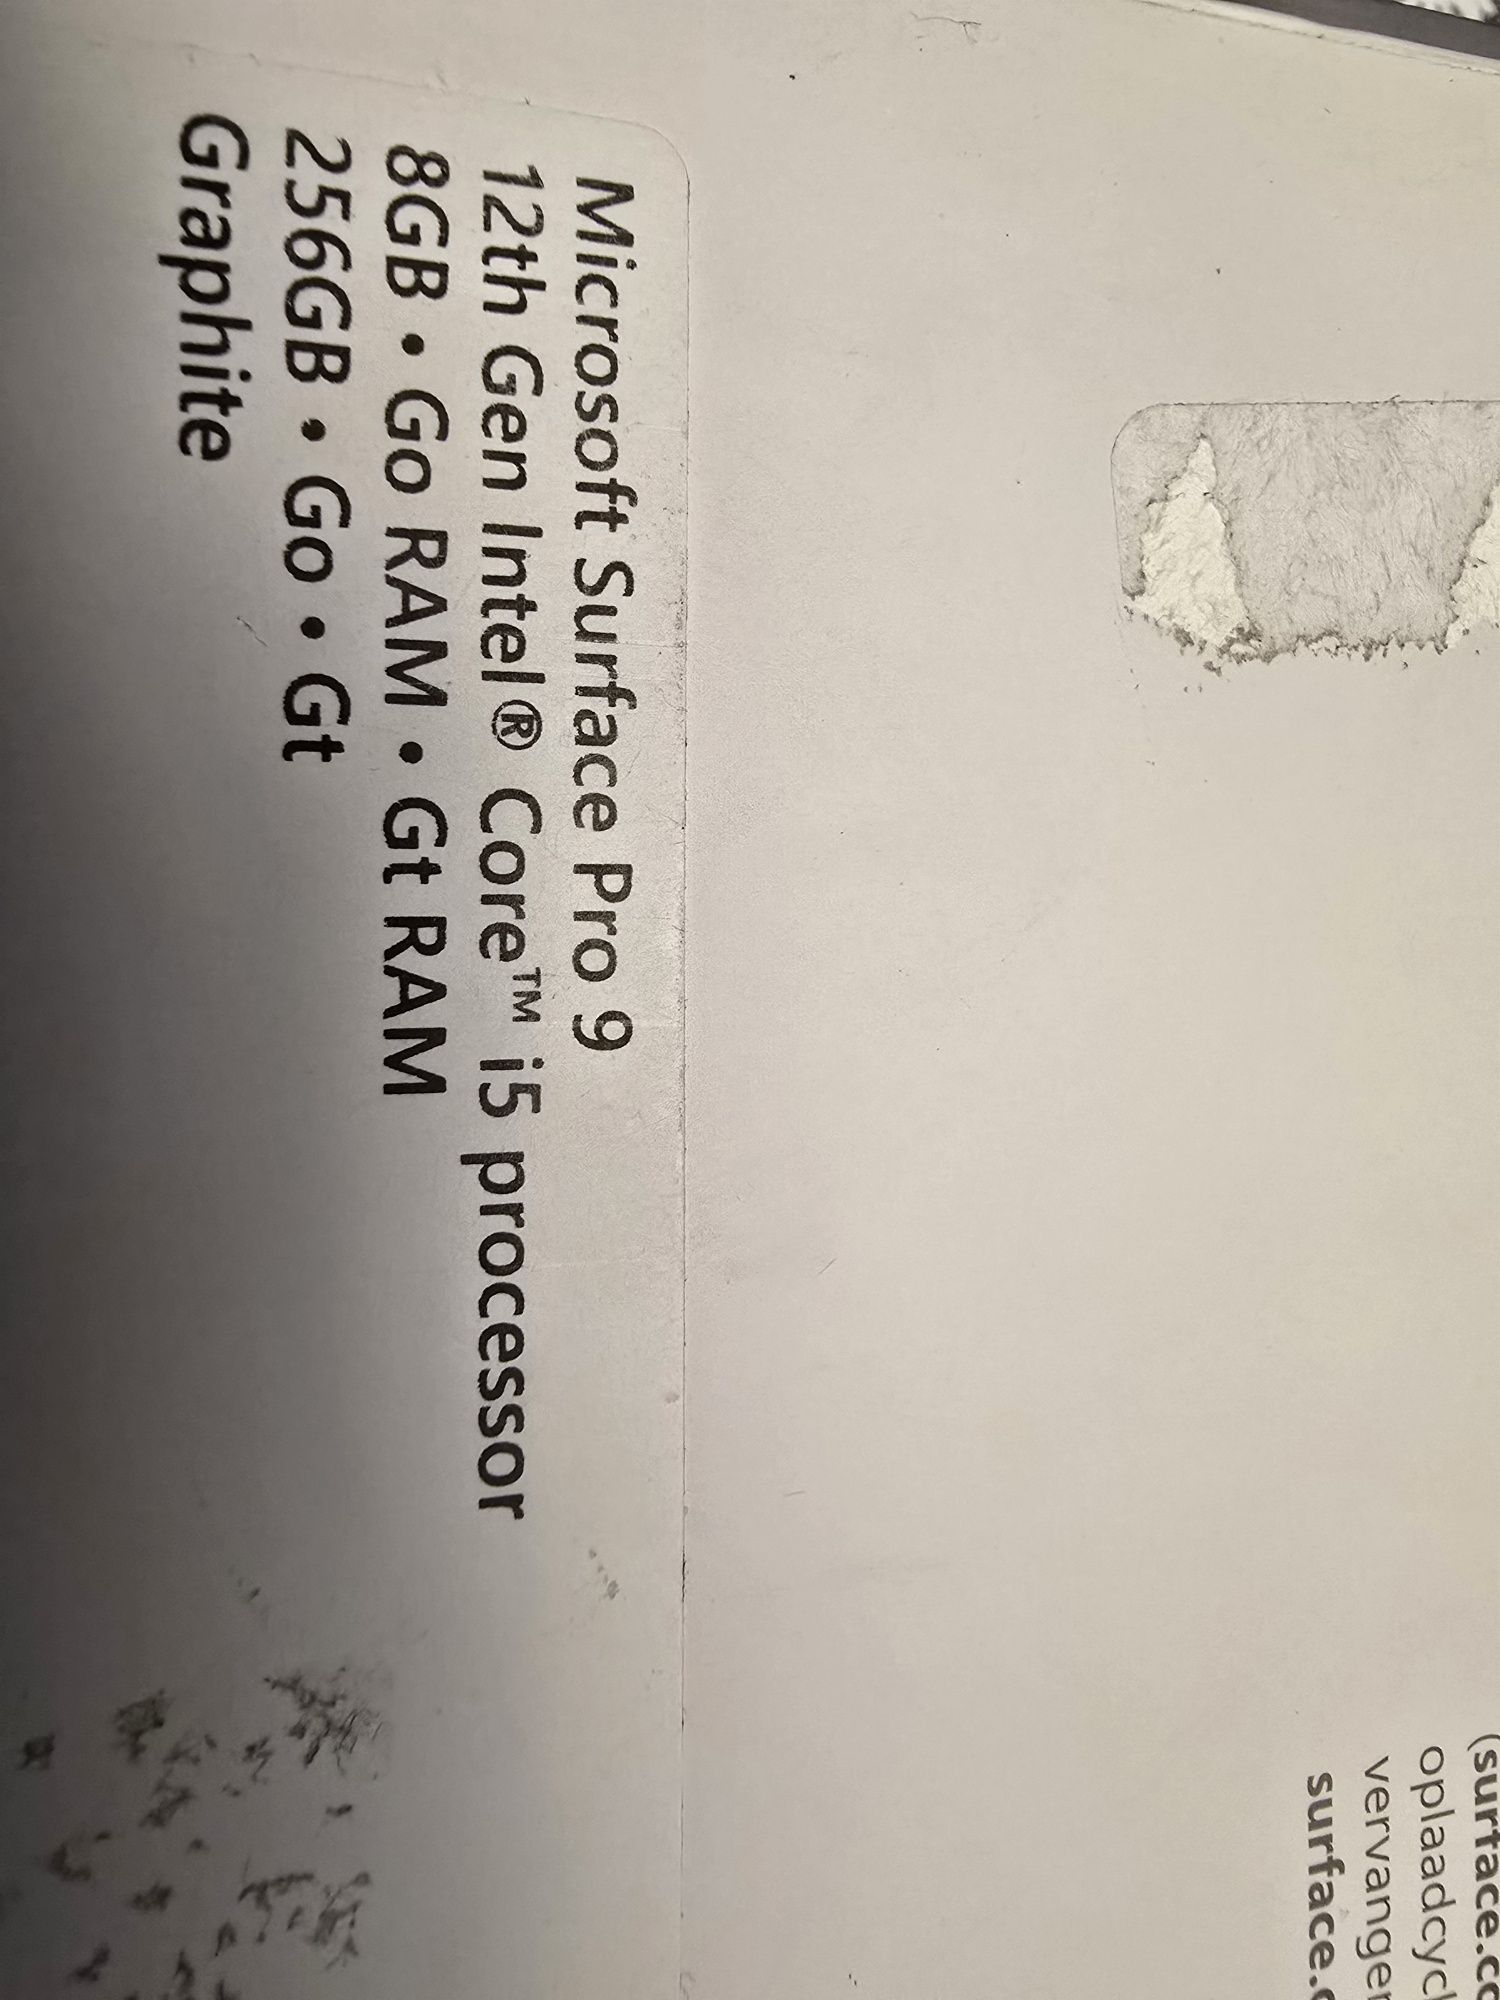 Microsoft Surface Pro 9
12th Gen Intel® Core™ i5 processor
8GB • Go RAM • Gt RAM
256GB • Go • Gt
Graphite
(surface.co
oplaadcycl
vervanger
surface.c